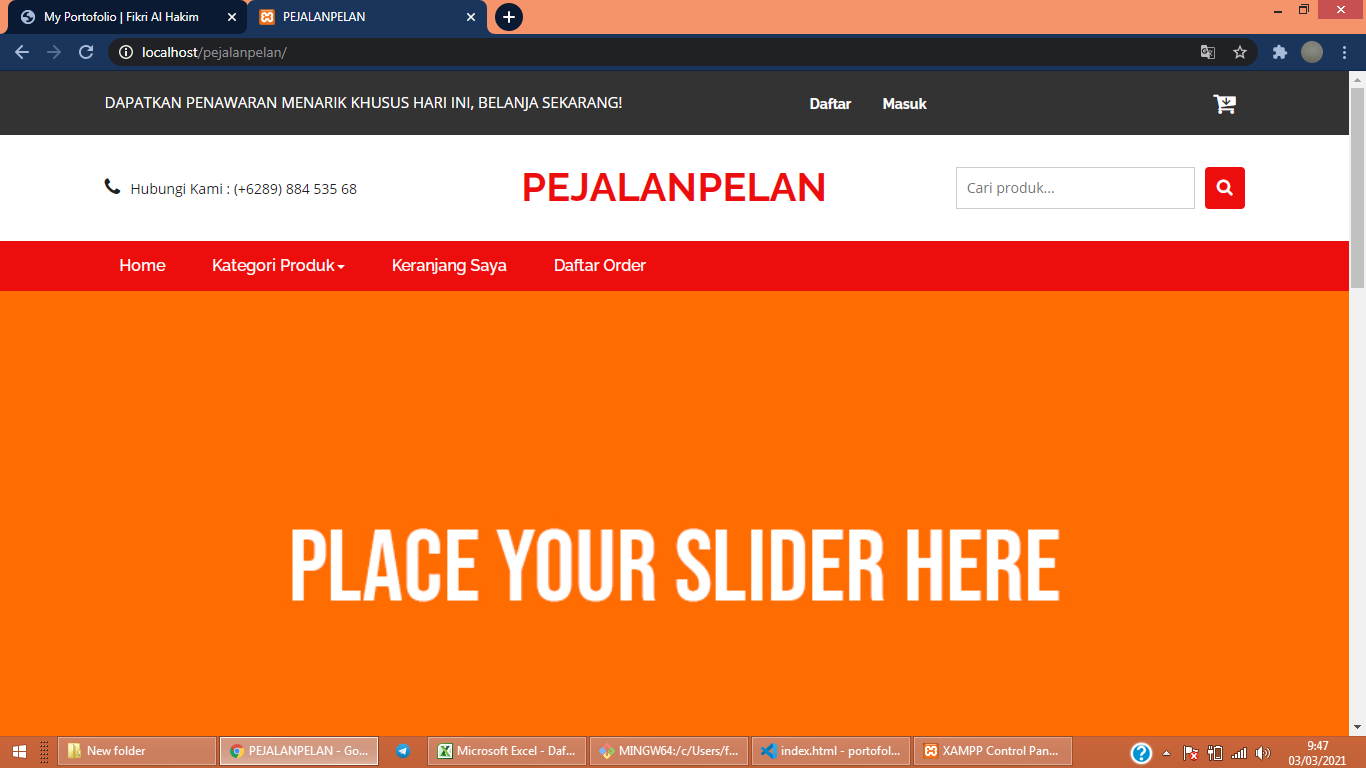 My Portofolio | Fikri Al Hakim
PEJALANPELAN
localhost/pejalanpelan/
DAPATKAN PENAWARAN MENARIK KHUSUS HARI INI, BELANJA SEKARANG!
Daftar
Masuk
Hubungi Kami : (+6289) 884 535 68
PEJALANPELAN
Cari produk...
Home
Kategori Produk
Keranjang Saya
Daftar Order
PLACE YOUR SLIDER HERE
New folder
PEJALANPELAN - Go...
Microsoft Excel - Daf...
MINGW64:/c/Users/f...
index.html - portofol...
XAMPP Control Pan...
9:47
03/03/2021